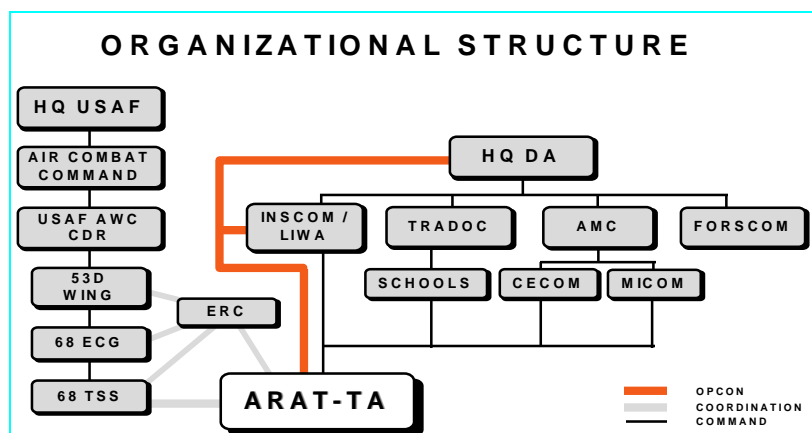 ORGANIZATIONAL STRUCTURE
HQ USAF
AIR COMBAT
COMMAND
USAF AWC
CDR
53D
WING
68 ECG
68 TSS
ERC
HQ DA
INSCOM /
LIWA
TRADOC
AMC
FORSCOM
SCHOOLS
CECOM
MICOM
ARAT-TA
OPCON
COORDINATION
COMMAND